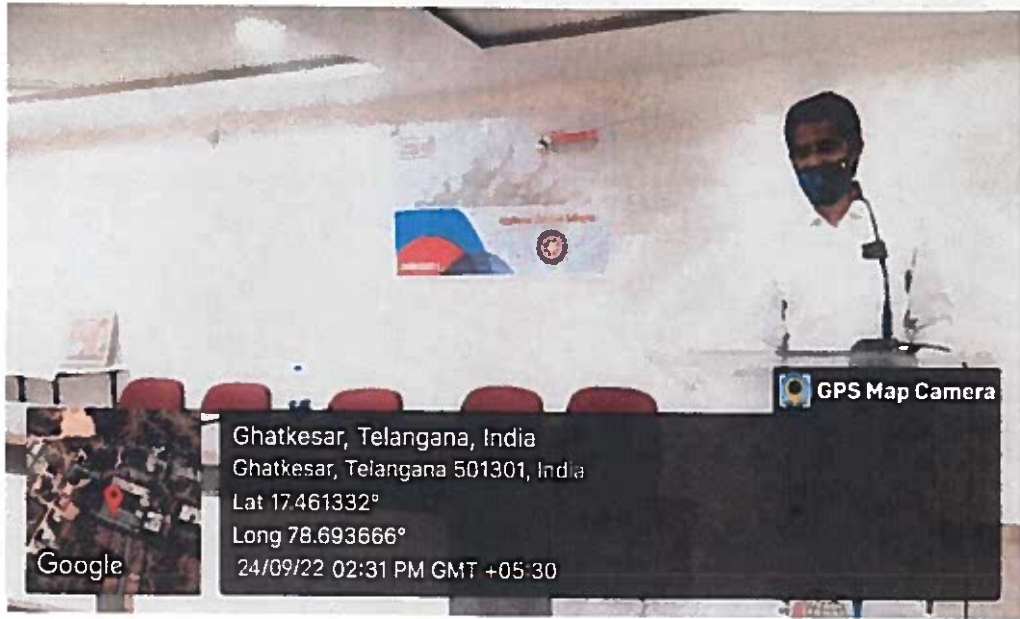 GPS Map Camera
Ghatkesar, Telangana, India
Ghatkesar, Telangana 501301, India
Lat 17.461332°
Long 78.693666°
24/09/22 02:31 PM GMT +05:30
Google